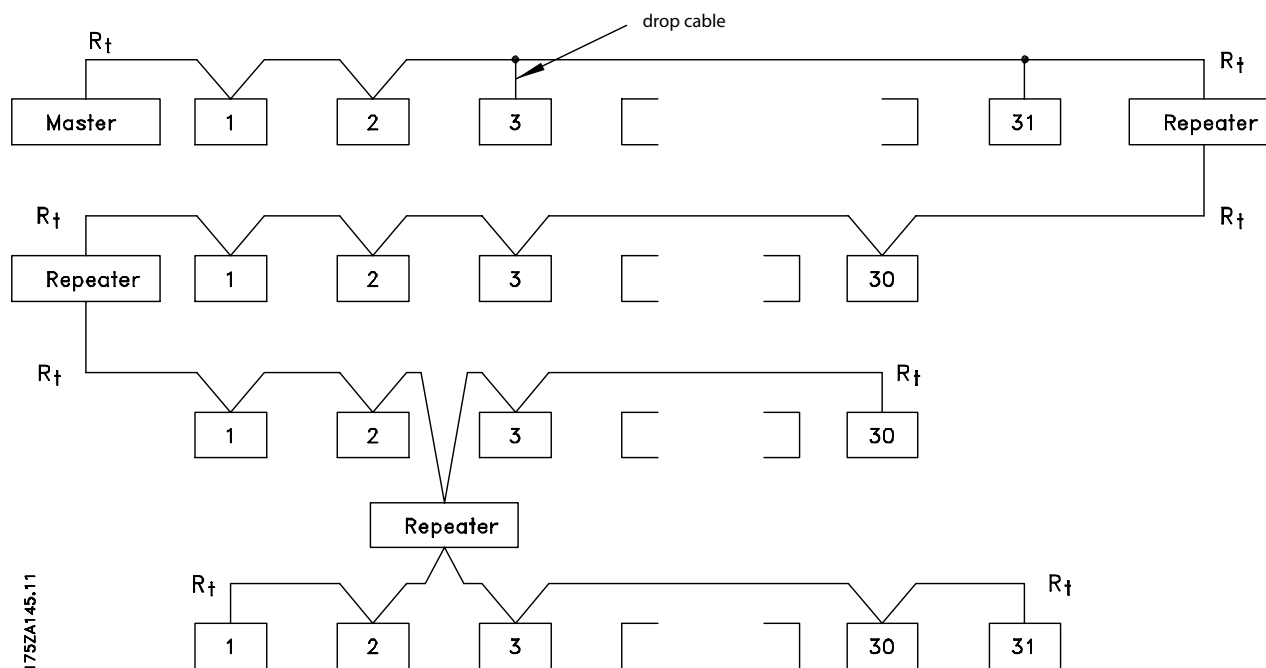 drop cable
Rt Rt
Master 1 2 3 31 Repeater
Rt Rt
Repeater 1 2 3 30
Rt Rt
1 2 3 30
Repeater
Rt Rt
1 2 3 30 31
175ZA145.11